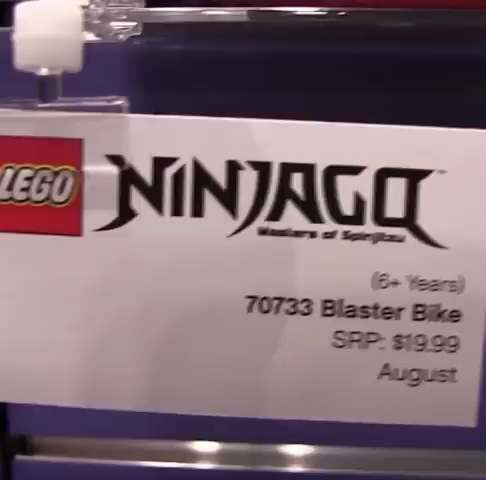 LEGO
NINJAGO
Masters of Spinjitzu
(6+ Years)
70733 Blaster Bike
SRP: $19.99
August